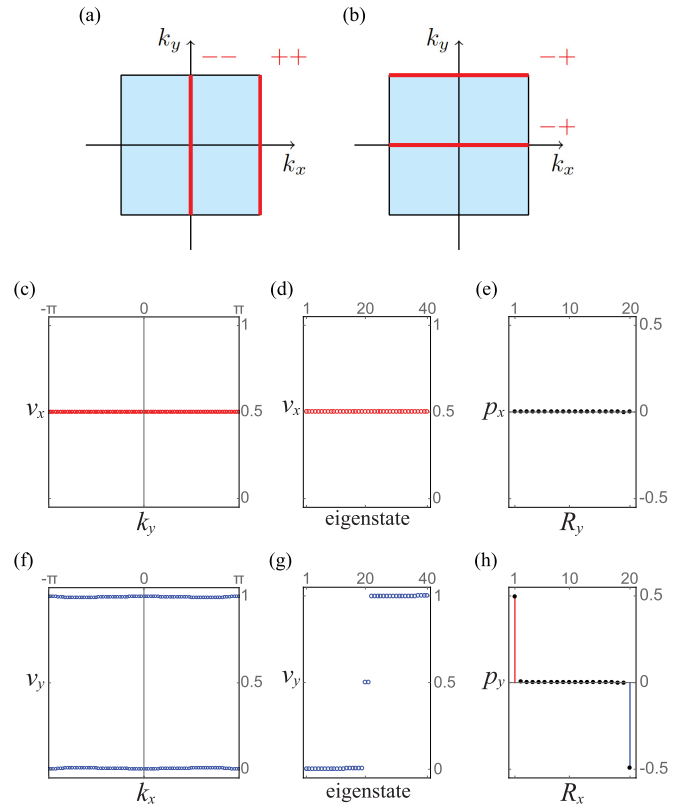 (a) (b)
k_y −− ++ k_y −+
−+
k_x k_x
(c) (d) (e)
-π 0 π 1 20 40 1 10 20
1 1 0.5
v_x 0.5 v_x 0.5 p_x 0
0 0 -0.5
k_y eigenstate R_y
(f) (g) (h)
-π 0 π 1 20 40 1 10 20
1 1 0.5
v_y 0.5 v_y 0.5 p_y 0
0 0 -0.5
k_x eigenstate R_x